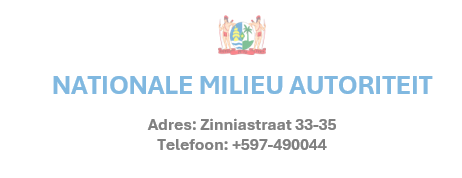 NATIONALE MILIEU AUTORITEIT
Adres: Zinniastraat 33-35
Telefoon: +597-490044